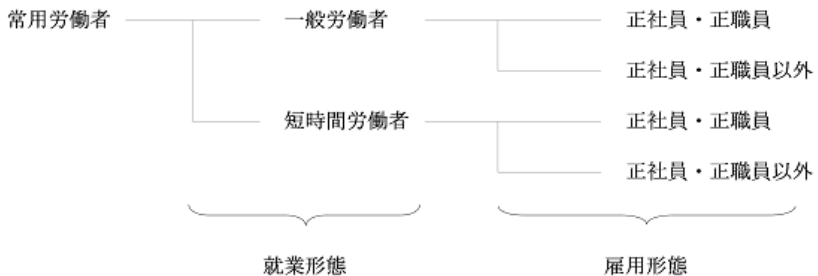 常用労働者 一般労働者 正社員・正職員
正社員・正職員以外
短時間労働者 正社員・正職員
正社員・正職員以外
就業形態 雇用形態